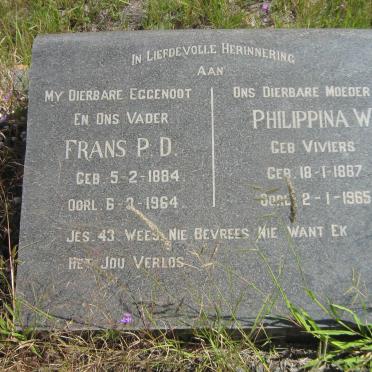 IN LIEFDEVOLLE HERINNERING
AAN
MY DIERBARE EGGENOOT
EN ONS VADER
FRANS P. D.
GEB. 5-2-1884
OORL. 6-3-1964
ONS DIERBARE MOEDER
PHILIPPINA W.
GEB VIVIERS
GEB. 18-1-1887
OORL. 2-1-1965
JES. 43. WEES NIE BEVREES NIE WANT EK
HET JOU VERLOS